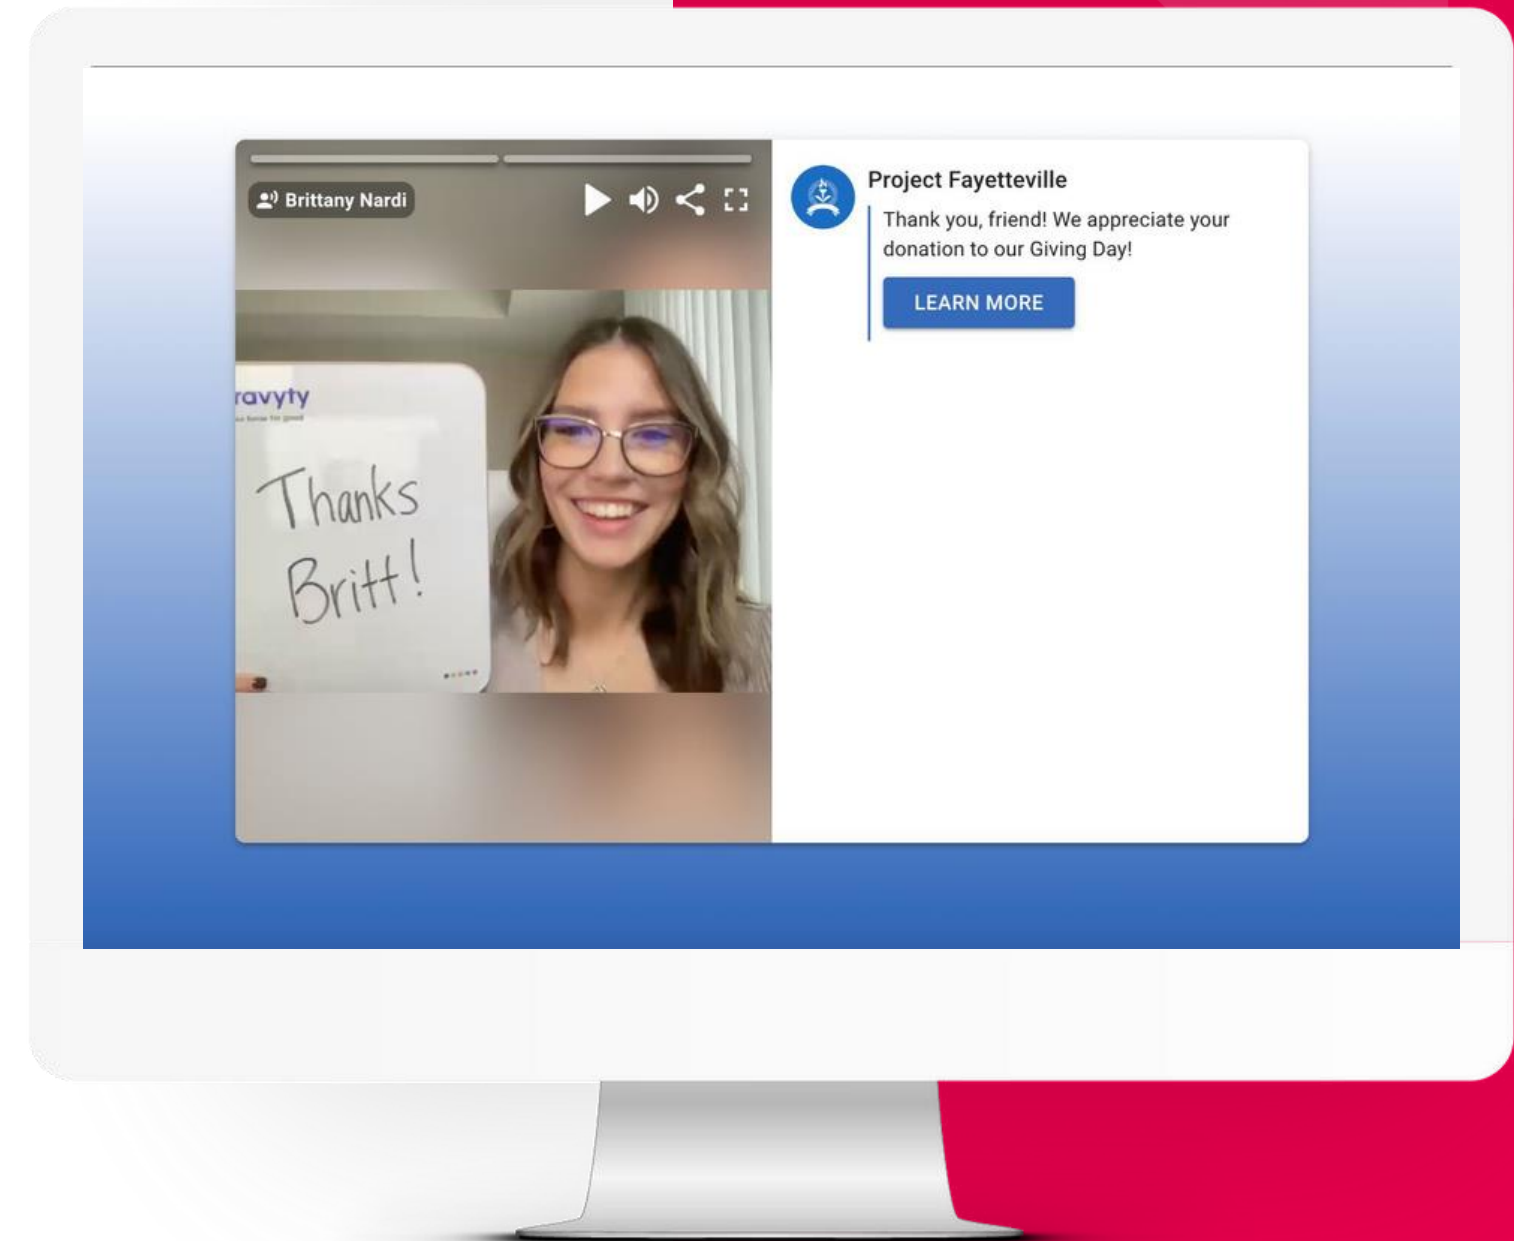 Brittany Nardi
ravyty
Thanks
Britt!
Project Fayetteville
Thank you, friend! We appreciate your
donation to our Giving Day!
LEARN MORE